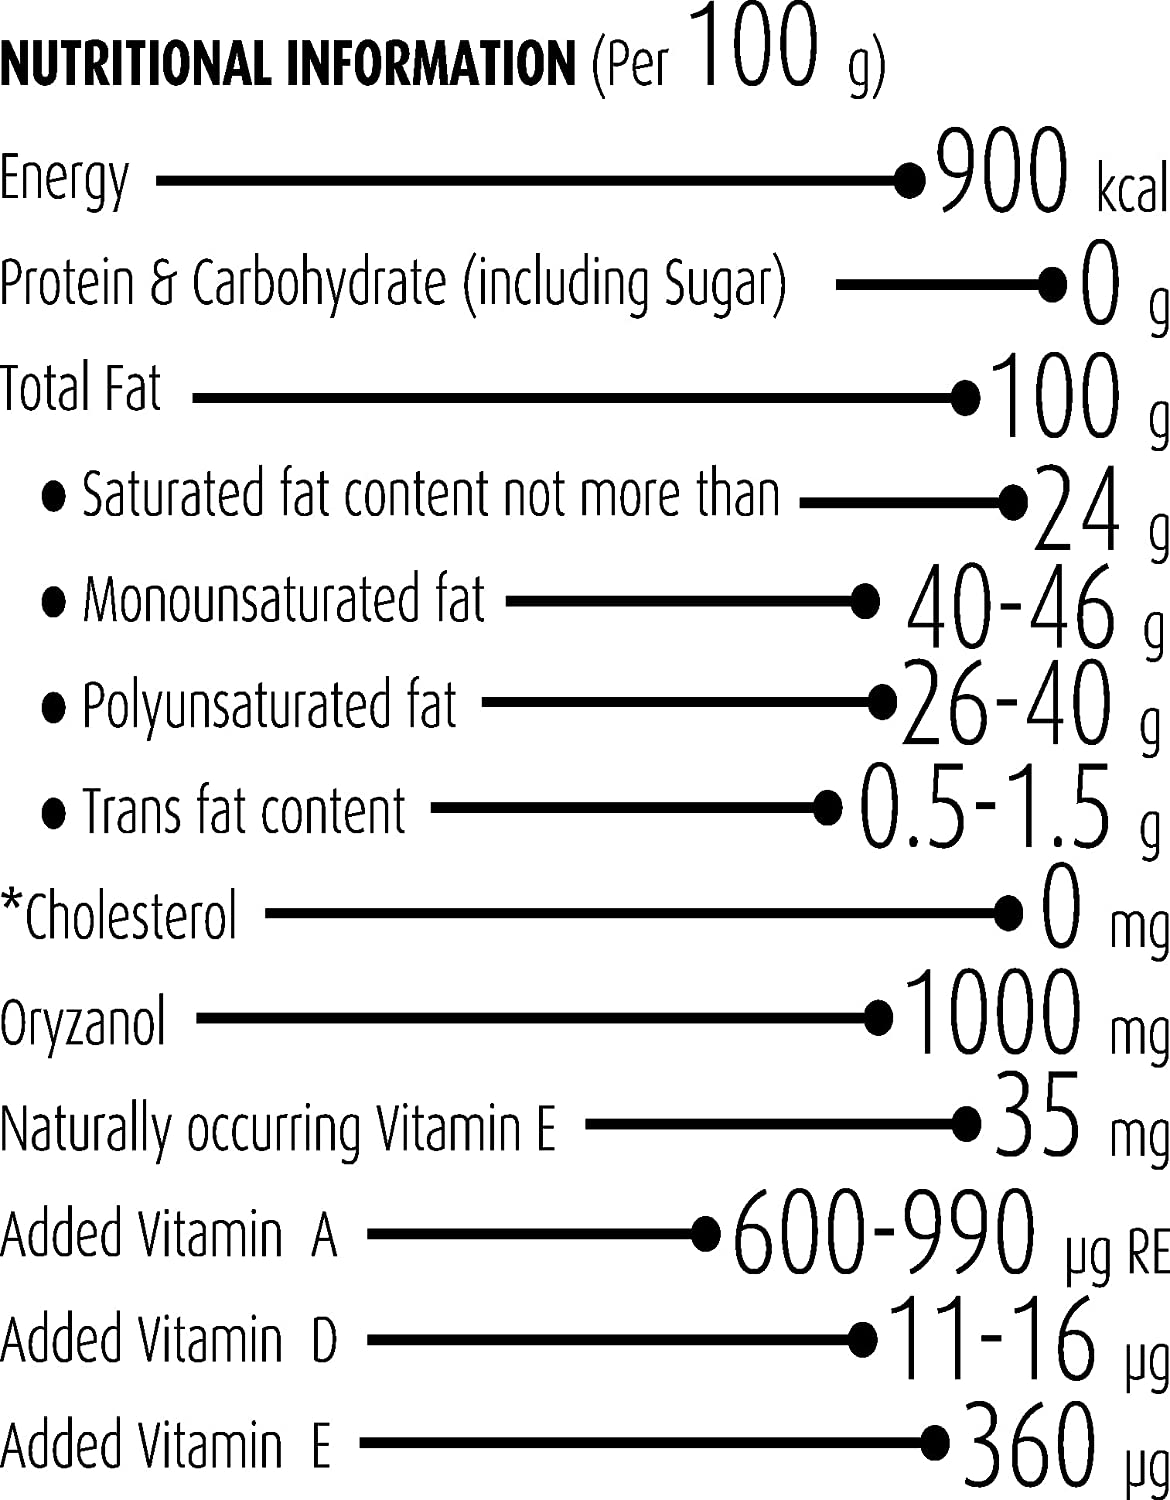 NUTRITIONAL INFORMATION (Per 100 g)
Energy 900 kcal
Protein & Carbohydrate (including Sugar) 0 g
Total Fat 100 g
• Saturated fat content not more than 24 g
• Monounsaturated fat 40-46 g
• Polyunsaturated fat 26-40 g
• Trans fat content 0.5-1.5 g
*Cholesterol 0 mg
Oryzanol 1000 mg
Naturally occurring Vitamin E 35 mg
Added Vitamin A 600-990 µg RE
Added Vitamin D 11-16 µg
Added Vitamin E 360 µg